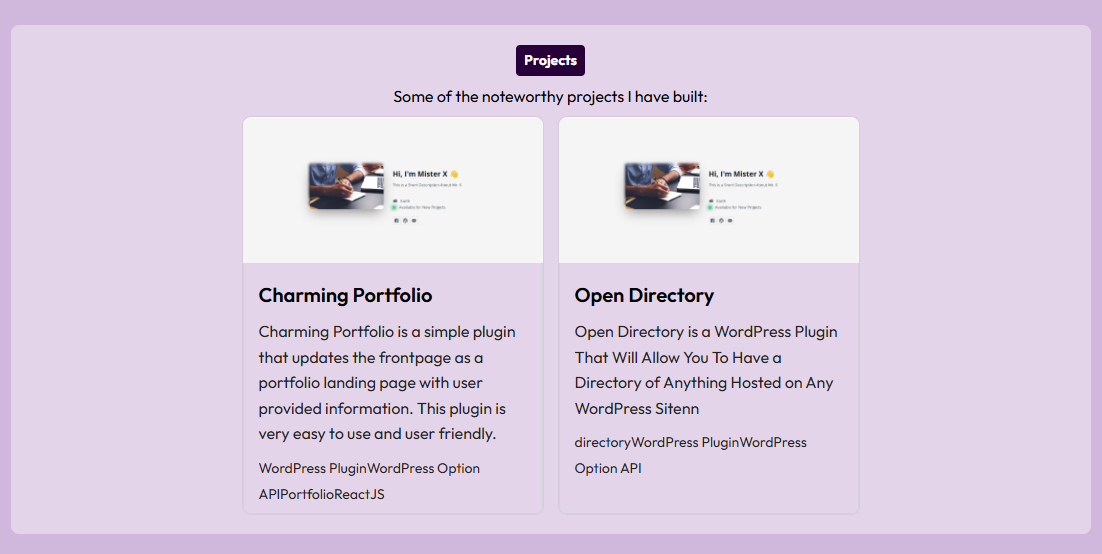 Projects
Some of the noteworthy projects I have built:
Hi, I'm Mister X 👋
This is a Short Description About Mr. X
Available for New Projects
Charming Portfolio
Charming Portfolio is a simple plugin
that updates the frontpage as a
portfolio landing page with user
provided information. This plugin is
very easy to use and user friendly.
WordPress PluginWordPress Option
APIPortfolioReactJS
Hi, I'm Mister X 👋
This is a Short Description About Mr. X
Available for New Projects
Open Directory
Open Directory is a WordPress Plugin
That Will Allow You To Have a
Directory of Anything Hosted on Any
WordPress Sitenn
directoryWordPress PluginWordPress
Option API